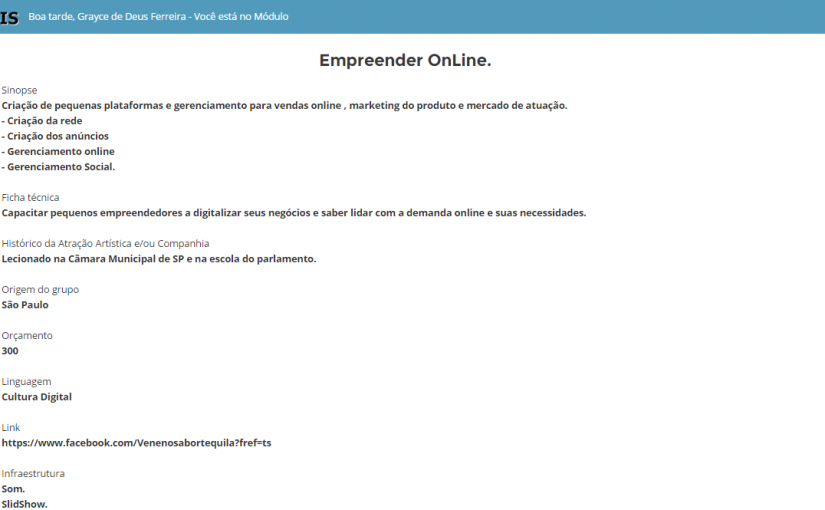 IS Boa tarde, Grayce de Deus Ferreira - Você está no Módulo
Empreender OnLine.
Sinopse
Criação de pequenas plataformas e gerenciamento para vendas online , marketing do produto e mercado de atuação.
- Criação da rede
- Criação dos anúncios
- Gerenciamento online
- Gerenciamento Social.
Ficha técnica
Capacitar pequenos empreendedores a digitalizar seus negócios e saber lidar com a demanda online e suas necessidades.
Histórico da Atração Artística e/ou Companhia
Lecionado na Câmara Municipal de SP e na escola do parlamento.
Origem do grupo
São Paulo
Orçamento
300
Linguagem
Cultura Digital
Link
https://www.facebook.com/Venenosabortequila?fref=ts
Infraestrutura
Som.
SlidShow.